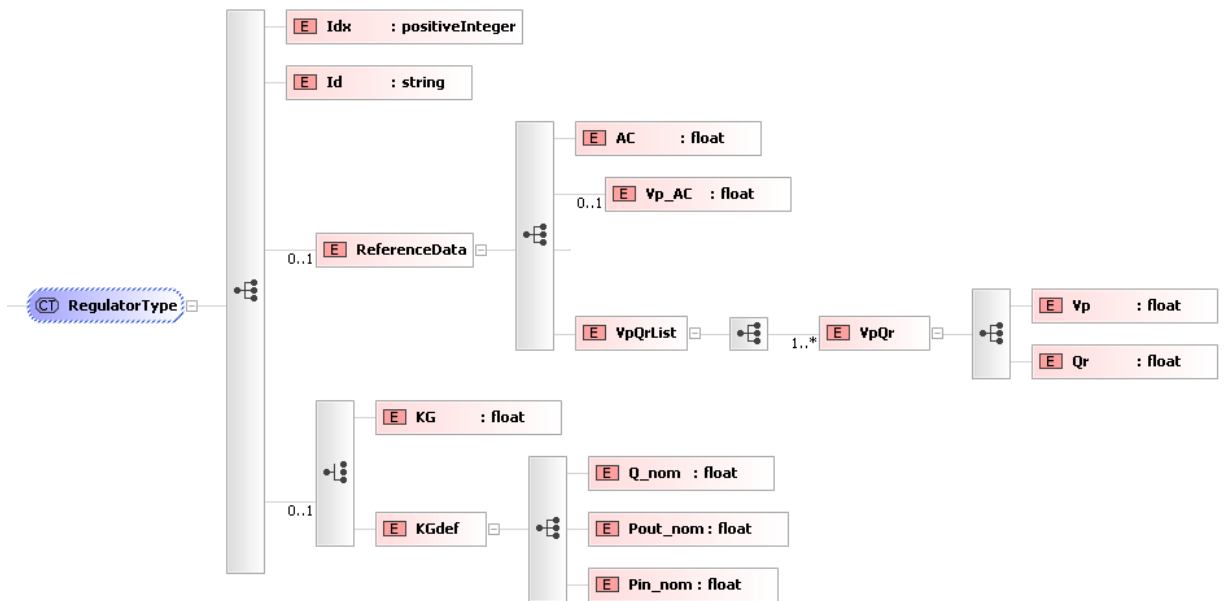 E Idx : positiveInteger
E Id : string
E AC : float
E Vp_AC : float
0..1
E ReferenceData
0..1
CT RegulatorType
E VpQrList
E VpQr
1..*
E Vp : float
E Qr : float
E KG : float
E Q_nom : float
0..1
E KGdef
E Pout_nom : float
E Pin_nom : float